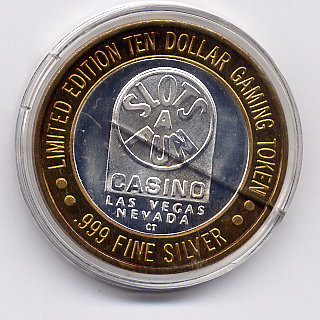 LIMITED EDITION TEN DOLLAR GAMING TOKEN
SLOTS
A
FUN
CASINO
LAS VEGAS
NEVADA
CT
.999 FINE SILVER